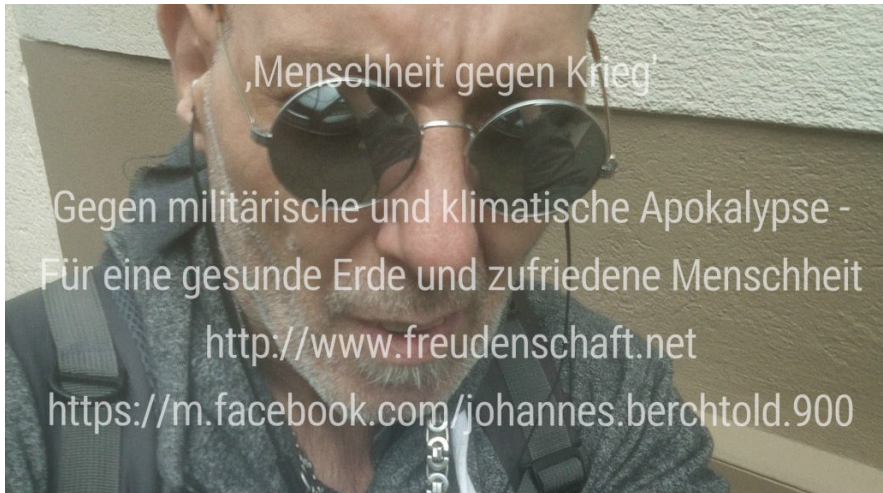 ‚Menschheit gegen Krieg'
Gegen militärische und klimatische Apokalypse -
Für eine gesunde Erde und zufriedene Menschheit
http://www.freudenschaft.net
https://m.facebook.com/johannes.berchtold.900